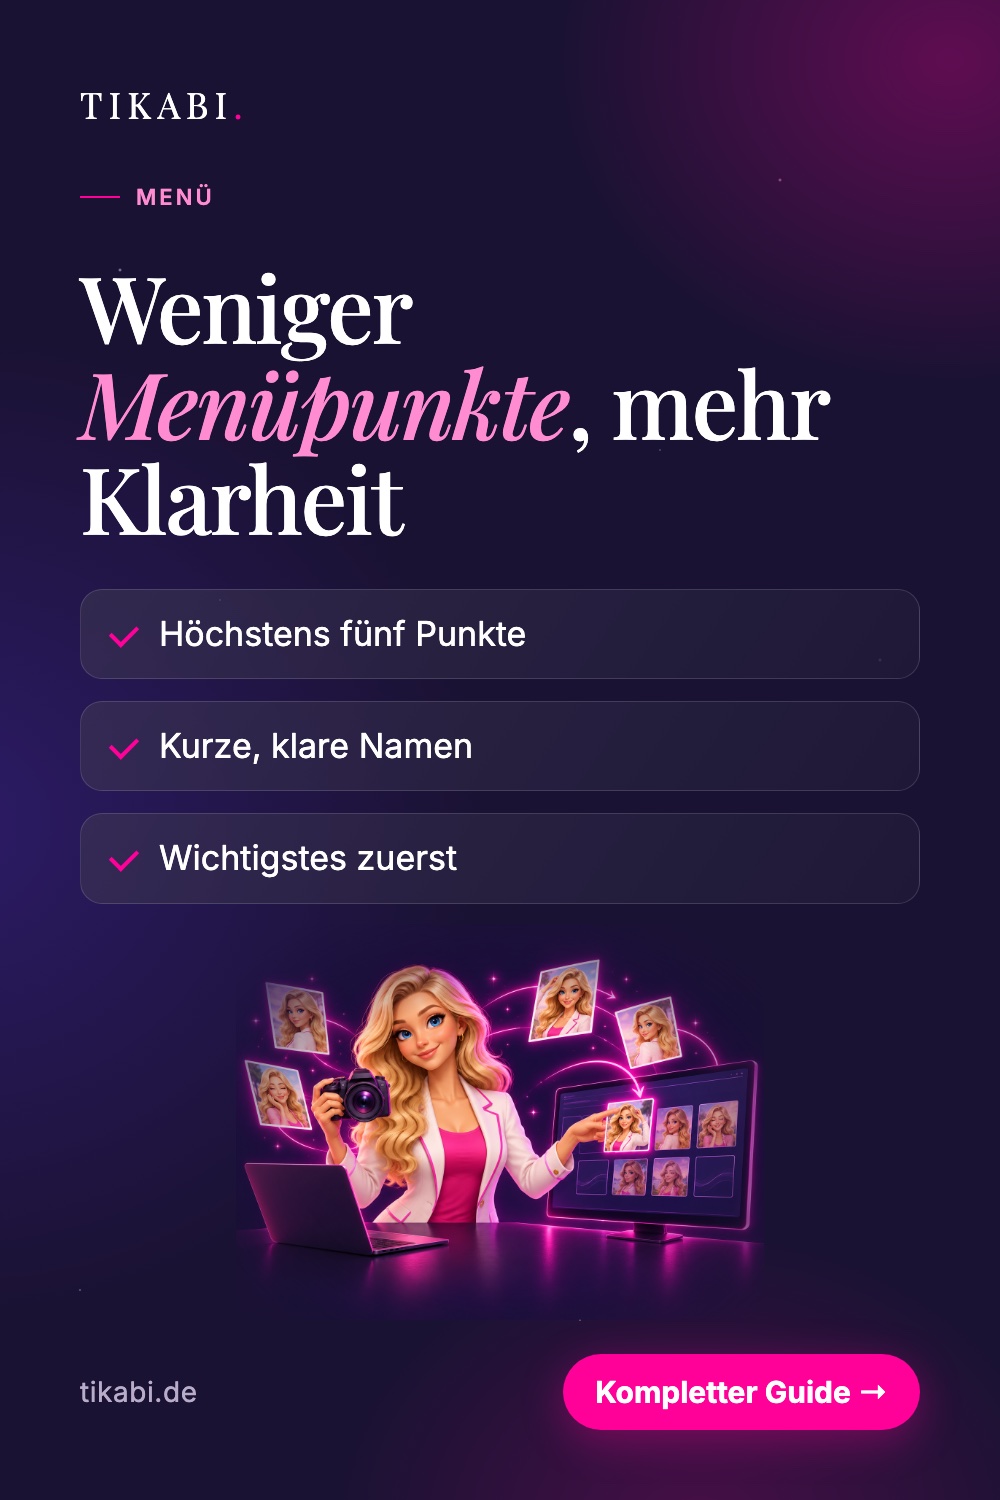 TIKABI.
MENÜ
Weniger
Menüpunkte, mehr
Klarheit
Höchstens fünf Punkte
Kurze, klare Namen
Wichtigstes zuerst
tikabi.de
Kompletter Guide →